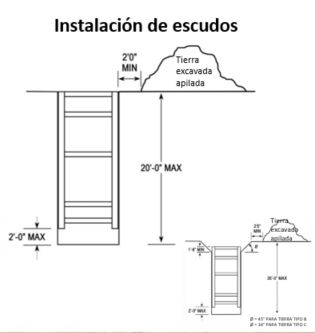 Instalación de escudos
2'0"
MIN
Tierra
excavada
apilada
20'-0" MAX
2'-0" MAX
2'0"
MIN
Tierra
excavada
apilada
1'-6" MIN
Ø
20'-0" MAX
2'-0" MAX
Ø = 45° PARA TIERRA TIPO B
Ø = 34° PARA TIERRA TIPO C